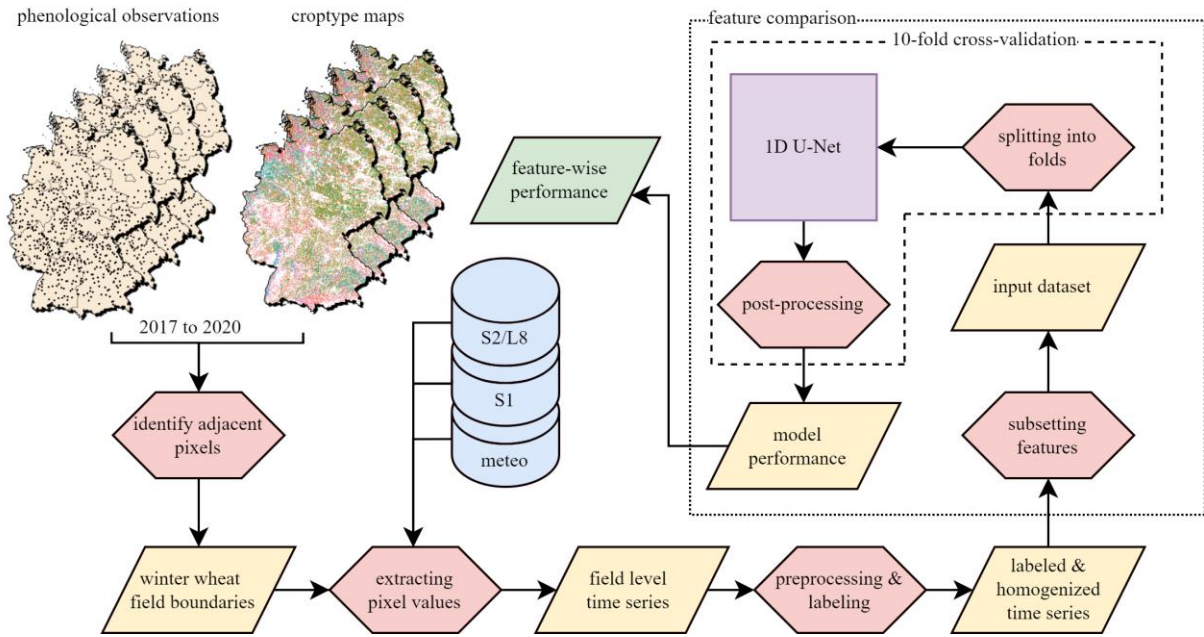 phenological observations
croptype maps
feature comparison
10-fold cross-validation
1D U-Net
splitting into
folds
feature-wise
performance
post-processing
input dataset
2017 to 2020
S2/L8
S1
meteo
identify adjacent
pixels
model
performance
subsetting
features
winter wheat
field boundaries
extracting
pixel values
field level
time series
preprocessing &
labeling
labeled &
homogenized
time series